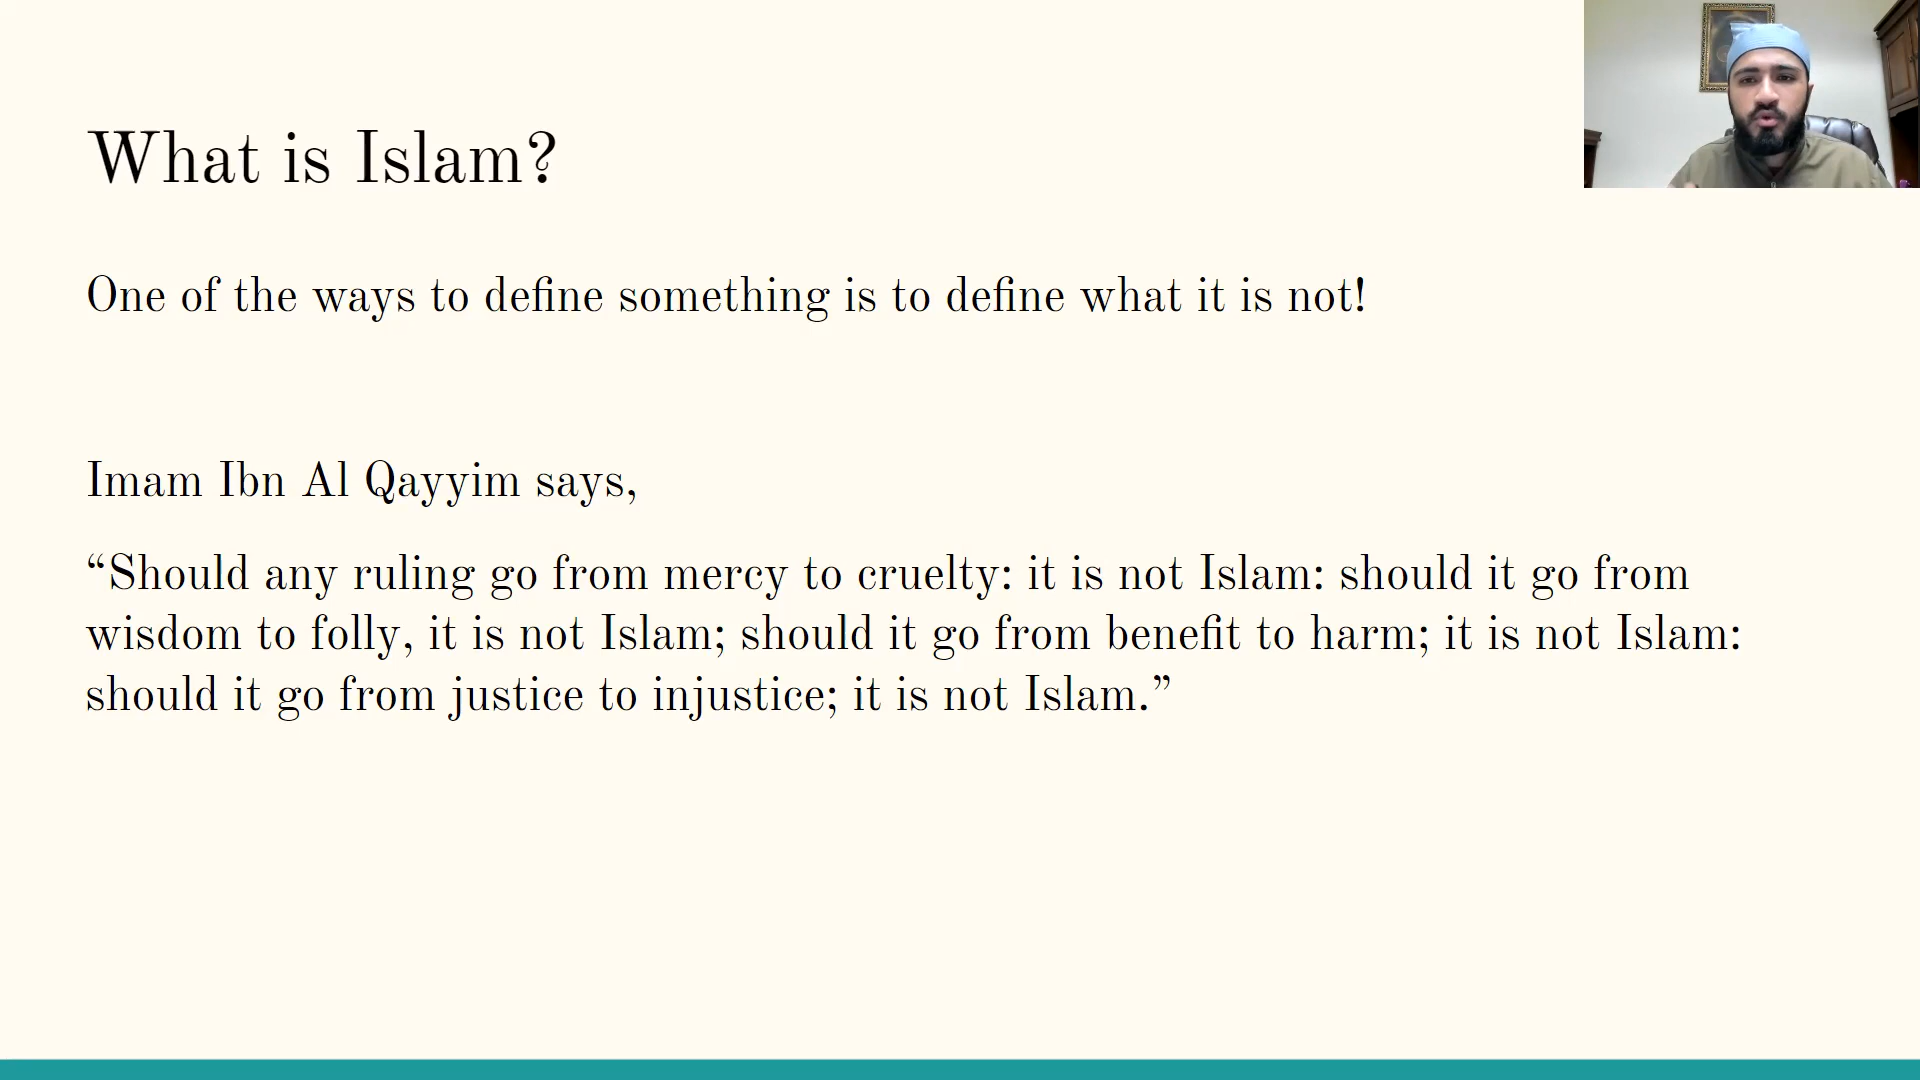 What is Islam?
One of the ways to define something is to define what it is not!
Imam Ibn Al Qayyim says,
“Should any ruling go from mercy to cruelty: it is not Islam: should it go from
wisdom to folly, it is not Islam; should it go from benefit to harm; it is not Islam:
should it go from justice to injustice; it is not Islam.”